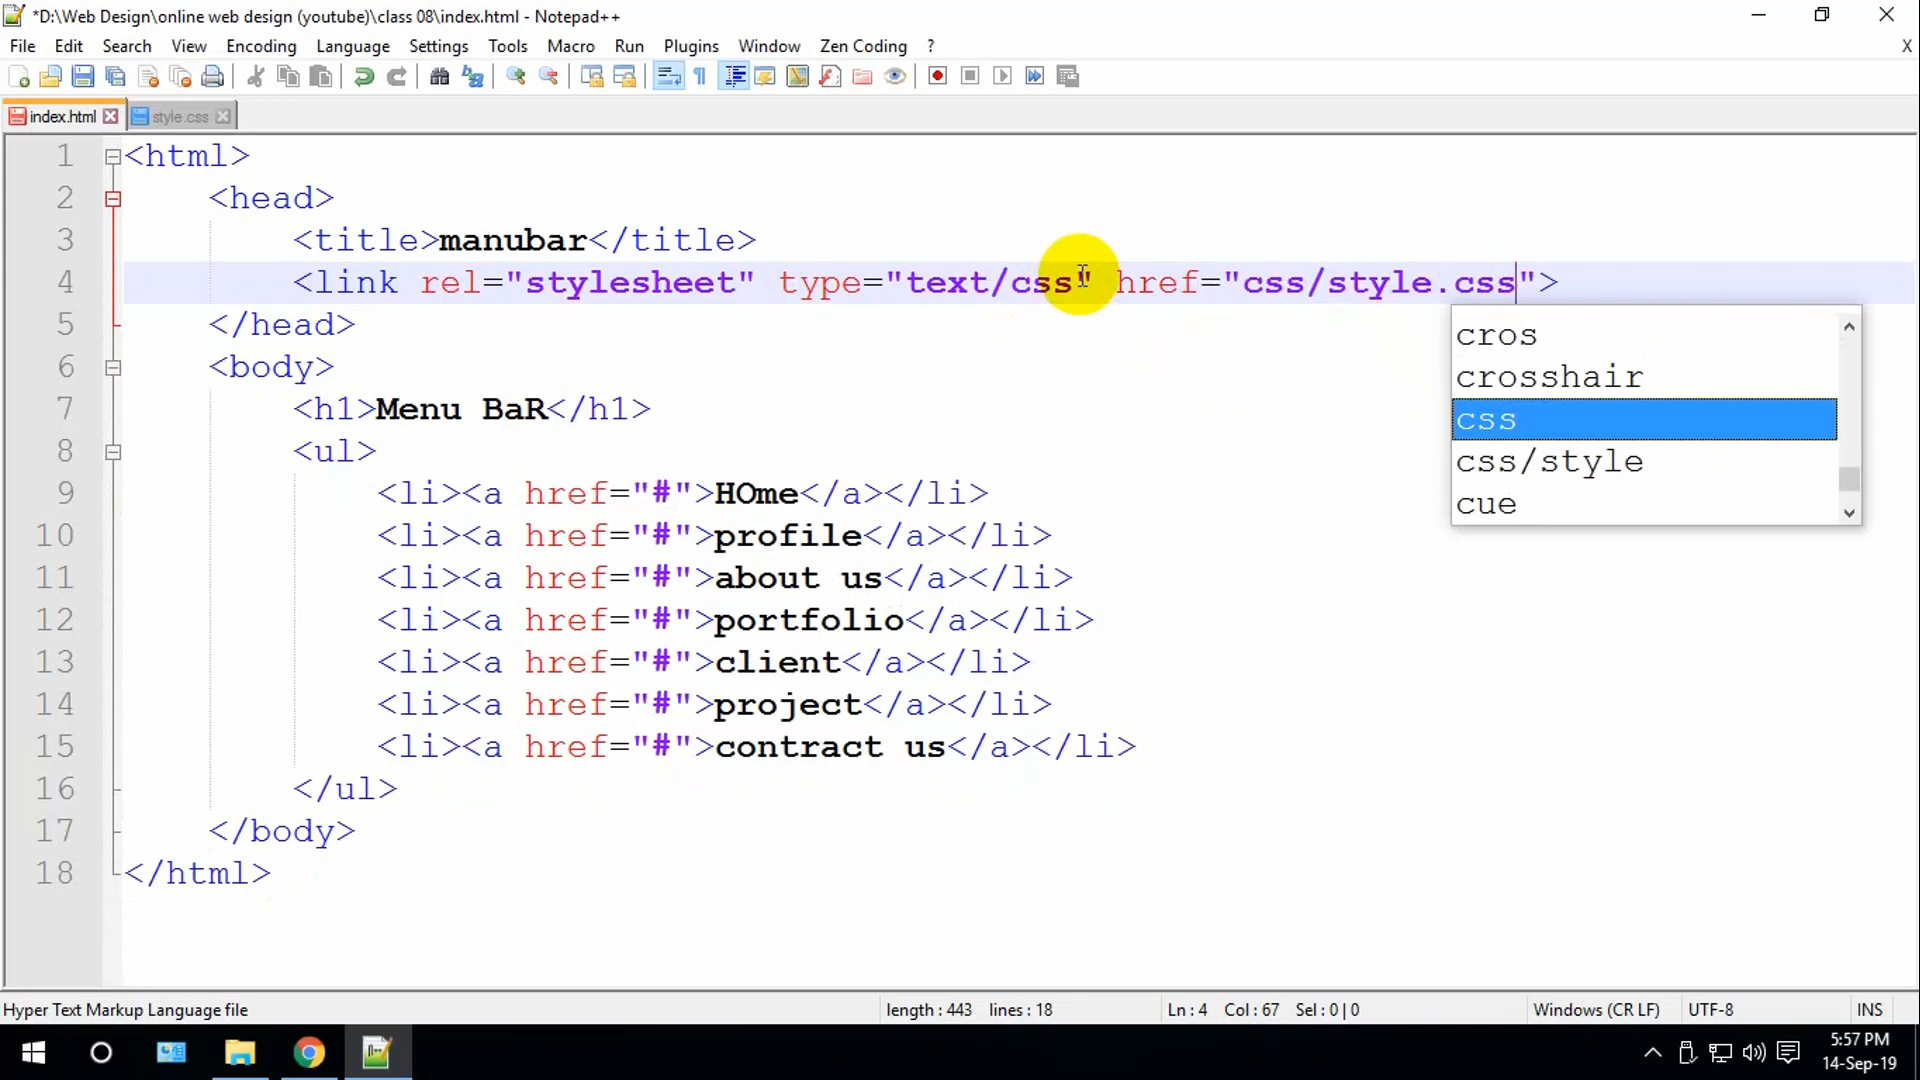 *D:\Web Design\online web design (youtube)\class 08\index.html - Notepad++
File Edit Search View Encoding Language Settings Tools Macro Run Plugins Window Zen Coding ? X
index.html style.css
1 <html>
2 <head>
3 <title>manubar</title>
4 <link rel="stylesheet" type="text/css" href="css/style.css">
5 </head>
6 <body>
7 <h1>Menu BaR</h1>
8 <ul>
9 <li><a href="#">HOme</a></li>
10 <li><a href="#">profile</a></li>
11 <li><a href="#">about us</a></li>
12 <li><a href="#">portfolio</a></li>
13 <li><a href="#">client</a></li>
14 <li><a href="#">project</a></li>
15 <li><a href="#">contract us</a></li>
16 </ul>
17 </body>
18 </html>
cros
crosshair
css
css/style
cue
Hyper Text Markup Language file length : 443 lines : 18 Ln : 4 Col : 67 Sel : 0 | 0 Windows (CR LF) UTF-8 INS
5:57 PM
14-Sep-19